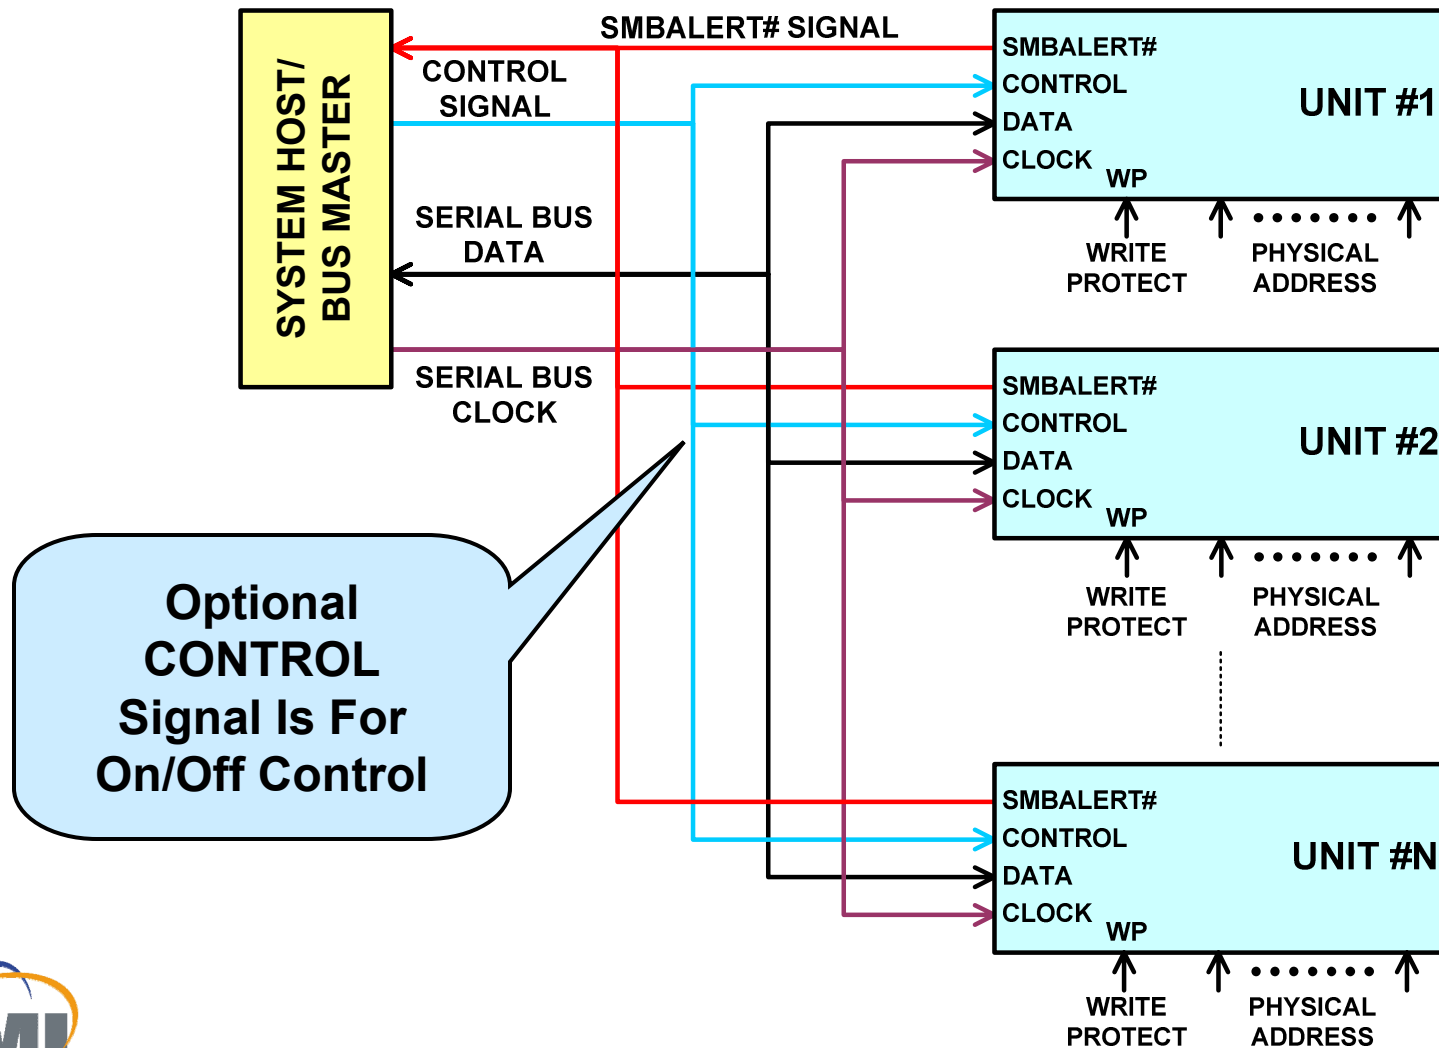 SMBALERT# SIGNAL
SYSTEM HOST/
BUS MASTER
CONTROL
SIGNAL
SERIAL BUS
DATA
SERIAL BUS
CLOCK
SMBALERT#
CONTROL
DATA
CLOCK
WP
UNIT #1
WRITE
PROTECT
PHYSICAL
ADDRESS
SMBALERT#
CONTROL
DATA
CLOCK
WP
UNIT #2
WRITE
PROTECT
PHYSICAL
ADDRESS
Optional
CONTROL
Signal Is For
On/Off Control
SMBALERT#
CONTROL
DATA
CLOCK
WP
UNIT #N
WRITE
PROTECT
PHYSICAL
ADDRESS